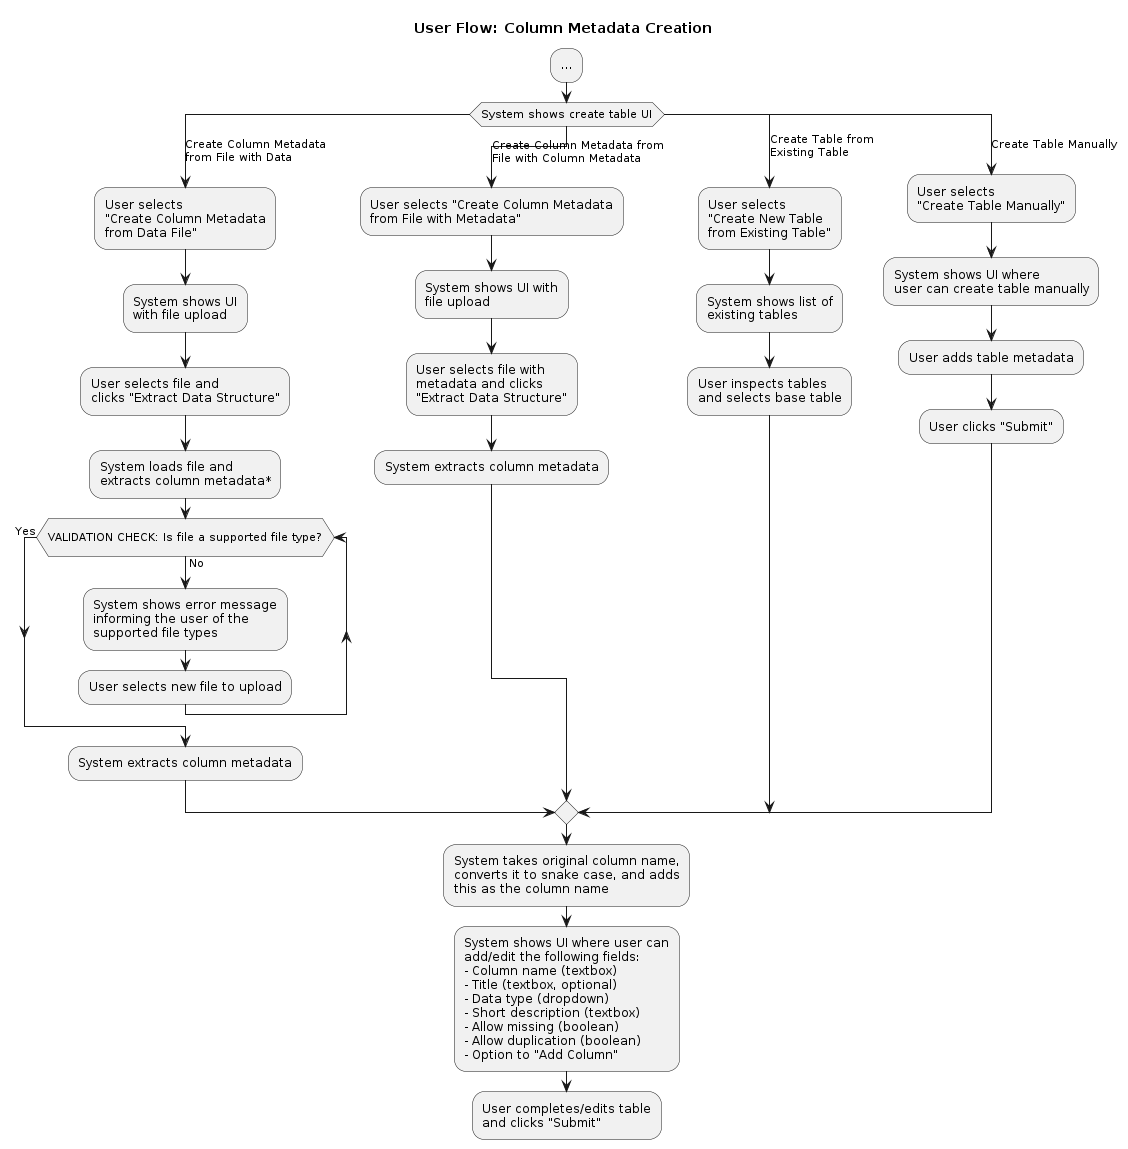 User Flow: Column Metadata Creation
...
System shows create table UI
Create Column Metadata
from File with Data
User selects
"Create Column Metadata
from Data File"
System shows UI
with file upload
User selects file and
clicks "Extract Data Structure"
System loads file and
extracts column metadata*
Yes
VALIDATION CHECK: Is file a supported file type?
No
System shows error message
informing the user of the
supported file types
User selects new file to upload
System extracts column metadata
Create Column Metadata from
File with Column Metadata
User selects "Create Column Metadata
from File with Metadata"
System shows UI with
file upload
User selects file with
metadata and clicks
"Extract Data Structure"
System extracts column metadata
Create Table from
Existing Table
User selects
"Create New Table
from Existing Table"
System shows list of
existing tables
User inspects tables
and selects base table
Create Table Manually
User selects
"Create Table Manually"
System shows UI where
user can create table manually
User adds table metadata
User clicks "Submit"
System takes original column name,
converts it to snake case, and adds
this as the column name
System shows UI where user can
add/edit the following fields:
- Column name (textbox)
- Title (textbox, optional)
- Data type (dropdown)
- Short description (textbox)
- Allow missing (boolean)
- Allow duplication (boolean)
- Option to "Add Column"
User completes/edits table
and clicks "Submit"